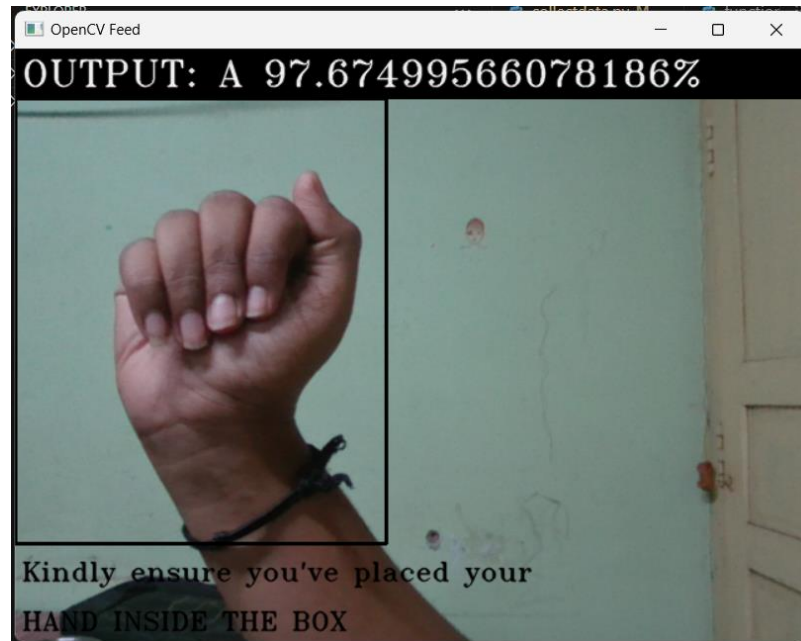 OpenCV Feed
OUTPUT: A 97.67499566078186%
Kindly ensure you've placed your
HAND INSIDE THE BOX